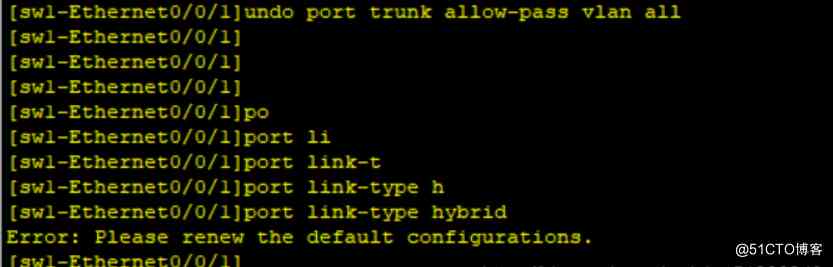 [sw1-Ethernet0/0/1]undo port trunk allow-pass vlan all
[sw1-Ethernet0/0/1]
[sw1-Ethernet0/0/1]
[sw1-Ethernet0/0/1]
[sw1-Ethernet0/0/1]po
[sw1-Ethernet0/0/1]port li
[sw1-Ethernet0/0/1]port link-t
[sw1-Ethernet0/0/1]port link-type h
[sw1-Ethernet0/0/1]port link-type hybrid
Error: Please renew the default configurations.
[sw1-Ethernet0/0/1]
@51CTO博客